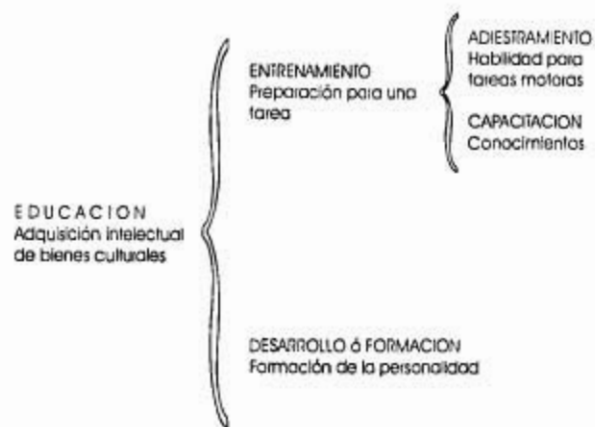 EDUCACION
Adquisición intelectual
de bienes culturales
ENTRENAMIENTO
Preparación para una
tarea
ADIESTRAMIENTO
Habilidad para
tareas motoras
CAPACITACION
Conocimientos
DESARROLLO ó FORMACION
Formación de la personalidad